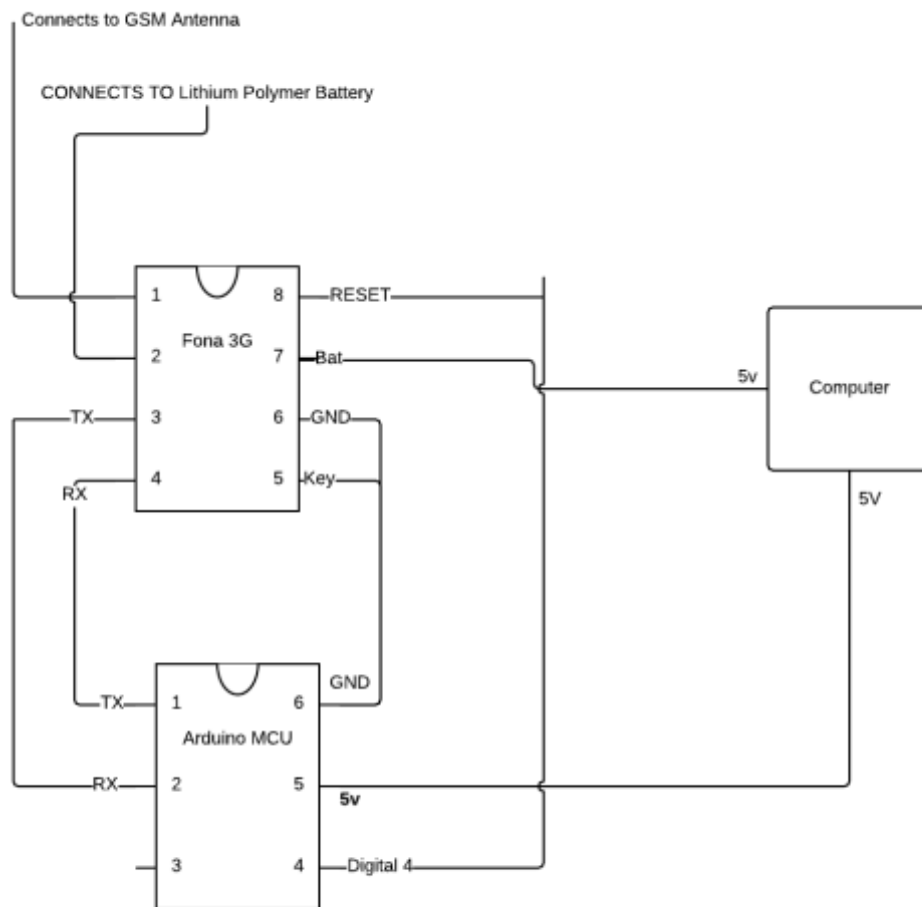 Connects to GSM Antenna
CONNECTS TO Lithium Polymer Battery
1
8
RESET
Fona 3G
2
7
Bat
5v
Computer
TX
3
6
GND
4
5
Key
RX
5V
GND
TX
1
6
Arduino MCU
RX
2
5
5v
3
4
Digital 4